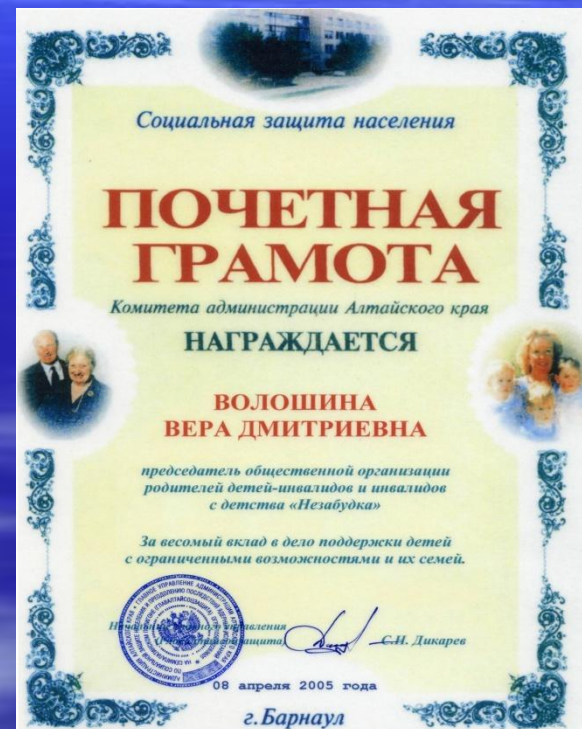 Социальная защита населения
ПОЧЕТНАЯ
ГРАМОТА
Комитета администрации Алтайского края
НАГРАЖДАЕТСЯ
ВОЛОШИНА
ВЕРА ДМИТРИЕВНА
председатель общественной организации
родителей детей-инвалидов и инвалидов
с детства «Незабудка»
За весомый вклад в дело поддержки детей
с ограниченными возможностями и их семей.
управления
С.И. Дикарев
08 апреля 2005 года
г.Барнаул